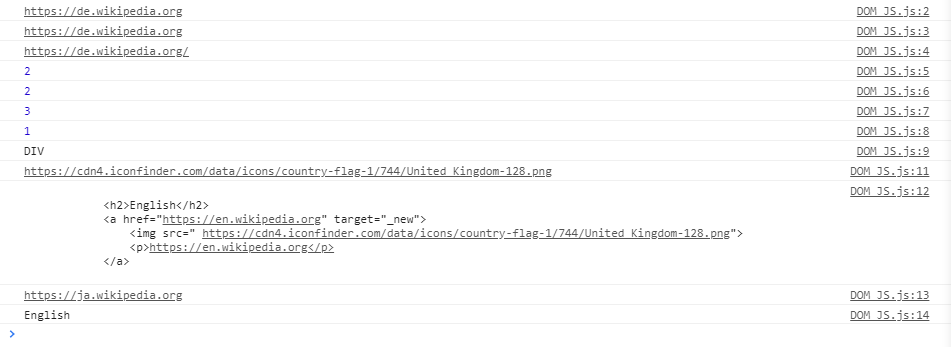 https://de.wikipedia.org DOM JS.js:2
https://de.wikipedia.org DOM JS.js:3
https://de.wikipedia.org/ DOM JS.js:4
2 DOM JS.js:5
2 DOM JS.js:6
3 DOM JS.js:7
1 DOM JS.js:8
DIV DOM JS.js:9
https://cdn4.iconfinder.com/data/icons/country-flag-1/744/United Kingdom-128.png DOM JS.js:11
DOM JS.js:12
<h2>English</h2>
<a href="https://en.wikipedia.org" target="_new">
<img src=" https://cdn4.iconfinder.com/data/icons/country-flag-1/744/United Kingdom-128.png">
<p>https://en.wikipedia.org</p>
</a>
https://ja.wikipedia.org DOM JS.js:13
English DOM JS.js:14
>